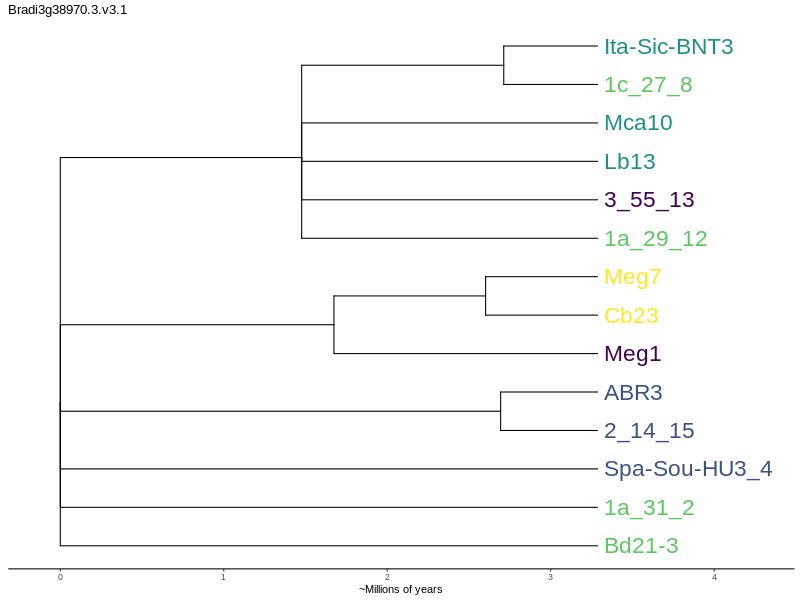 Bradi3g38970.3.v3.1
Ita-Sic-BNT3
1c_27_8
Mca10
Lb13
3_55_13
1a_29_12
Meg7
Cb23
Meg1
ABR3
2_14_15
Spa-Sou-HU3_4
1a_31_2
Bd21-3
0 1 2 3 4
~Millions of years